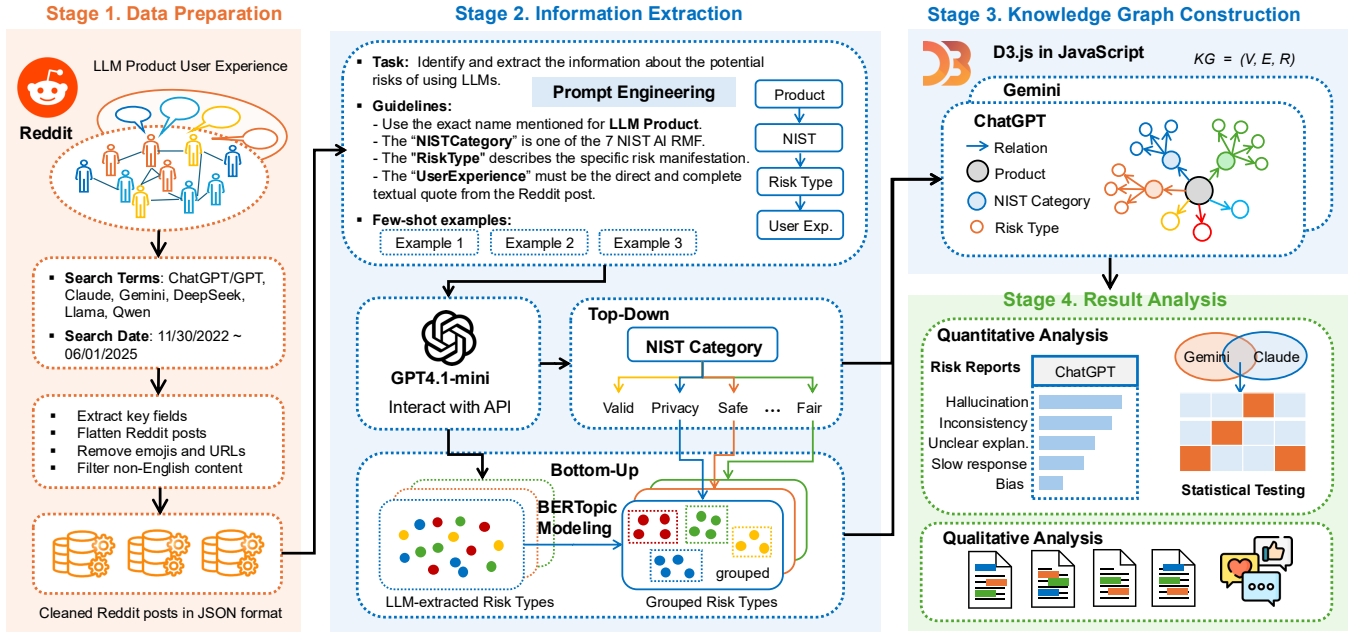 Stage 1. Data Preparation
LLM Product User Experience
Reddit
▪ Search Terms: ChatGPT/GPT,
Claude, Gemini, DeepSeek,
Llama, Qwen
▪ Search Date: 11/30/2022 ~
06/01/2025
▪ Extract key fields
▪ Flatten Reddit posts
▪ Remove emojis and URLs
▪ Filter non-English content
Cleaned Reddit posts in JSON format
Stage 2. Information Extraction
▪ Task: Identify and extract the information about the potential
risks of using LLMs.
Prompt Engineering
▪ Guidelines:
- Use the exact name mentioned for LLM Product.
- The “NISTCategory” is one of the 7 NIST AI RMF.
- The "RiskType" describes the specific risk manifestation.
- The “UserExperience” must be the direct and complete
textual quote from the Reddit post.
▪ Few-shot examples:
Example 1
Example 2
Example 3
Product
NIST
Risk Type
User Exp.
GPT4.1-mini
Interact with API
Top-Down
NIST Category
Valid
Privacy
Safe
...
Fair
Bottom-Up
BERTopic
Modeling
grouped
LLM-extracted Risk Types
Grouped Risk Types
Stage 3. Knowledge Graph Construction
D3
D3.js in JavaScript
KG = (V, E, R)
Gemini
ChatGPT
Relation
Product
NIST Category
Risk Type
Stage 4. Result Analysis
Quantitative Analysis
Risk Reports
ChatGPT
Hallucination
Inconsistency
Unclear explan.
Slow response
Bias
Gemini
Claude
Statistical Testing
Qualitative Analysis